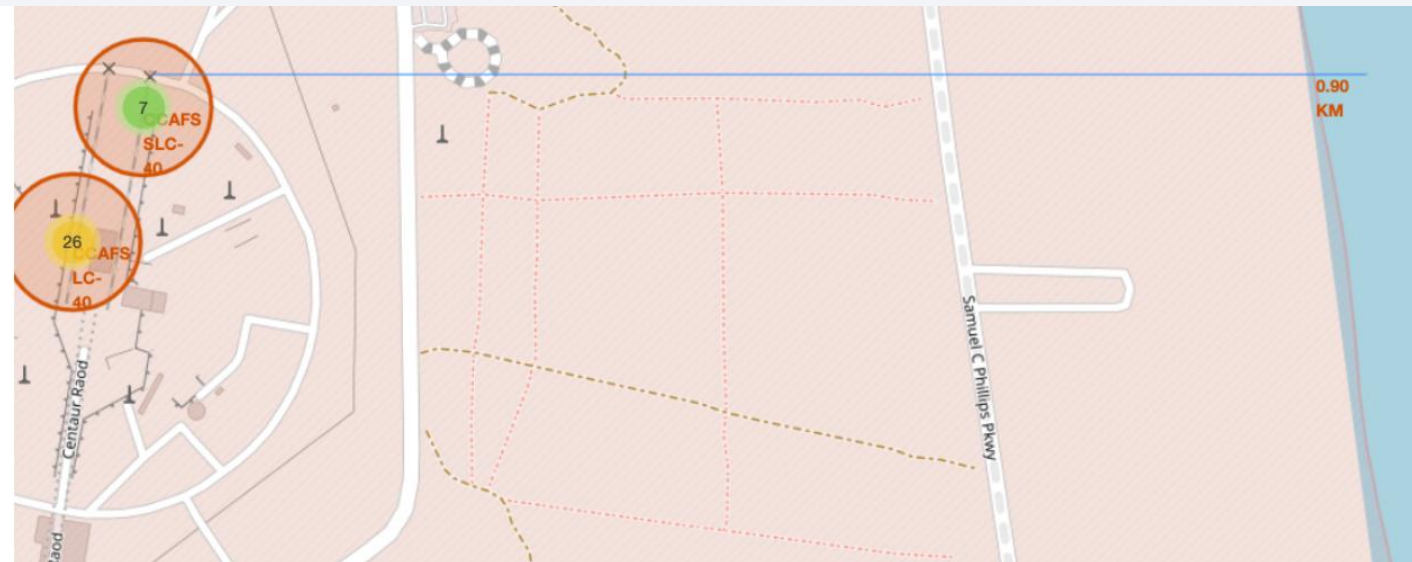 7
CCAFS
SLC-
40
0.90
KM
26
CCAFS
LC-
40
Samuel C Phillips Pkwy
Centaur Raod
Raod